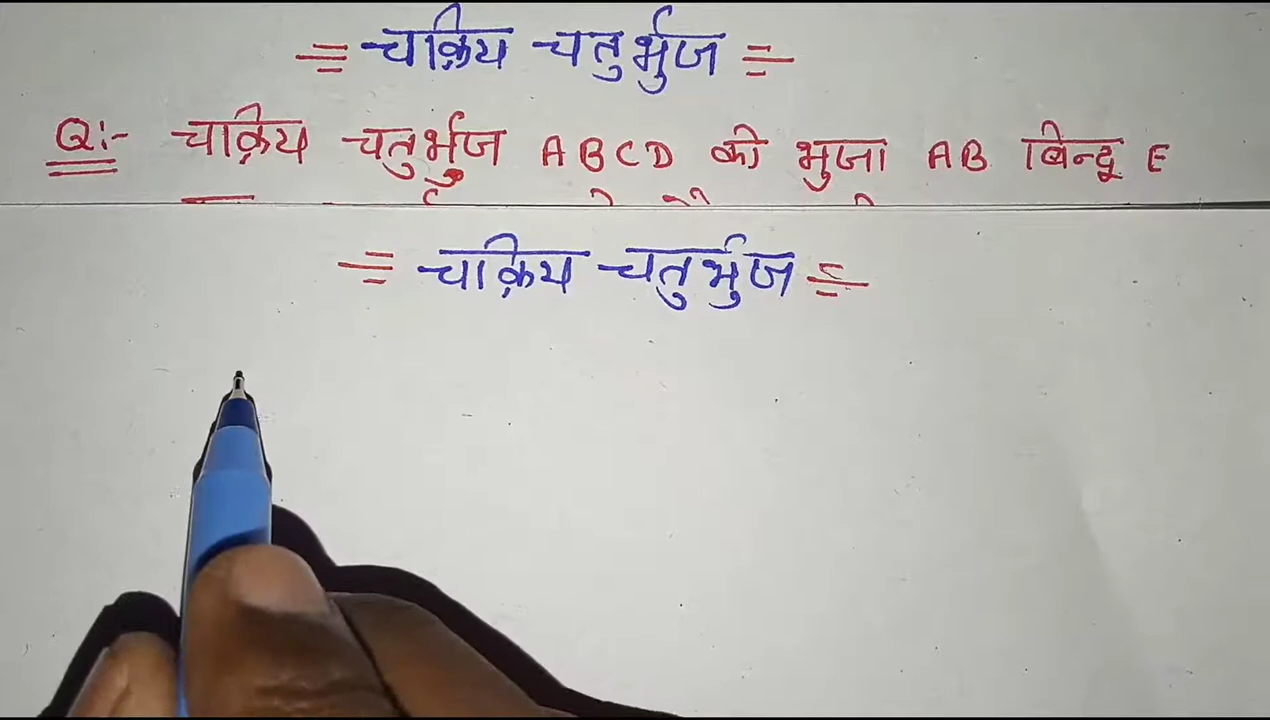 = चक्रिय चतुर्भुज =
Q:- चक्रिय चतुर्भुज ABCD की भुजा AB बिन्दू E
= चक्रिय चतुर्भुज =